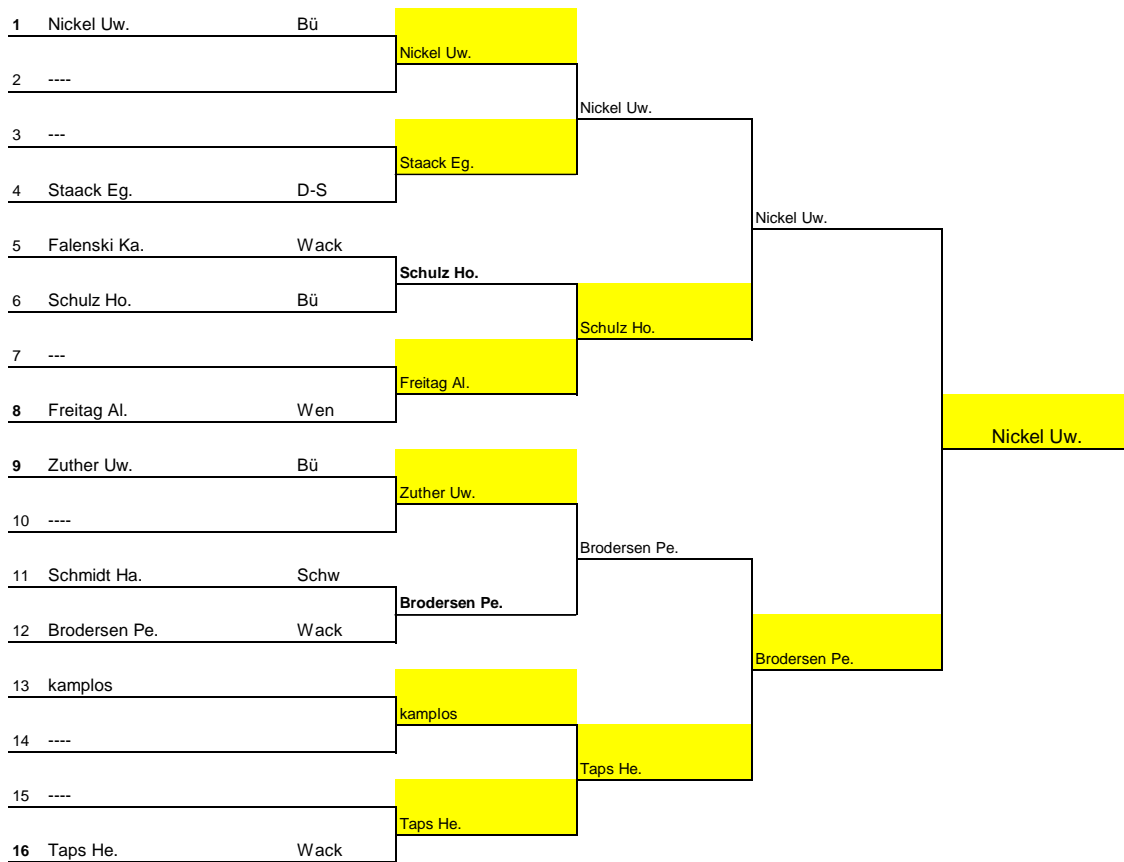 1 Nickel Uw. Bü
Nickel Uw.
2 ----
Nickel Uw.
3 ---
Staack Eg.
4 Staack Eg. D-S
Nickel Uw.
5 Falenski Ka. Wack
Schulz Ho.
6 Schulz Ho. Bü
Schulz Ho.
7 ---
Freitag Al.
8 Freitag Al. Wen
Nickel Uw.
9 Zuther Uw. Bü
Zuther Uw.
10 ----
Brodersen Pe.
11 Schmidt Ha. Schw
Brodersen Pe.
12 Brodersen Pe. Wack
Brodersen Pe.
13 kamplos
kamplos
14 ----
Taps He.
15 ----
Taps He.
16 Taps He. Wack